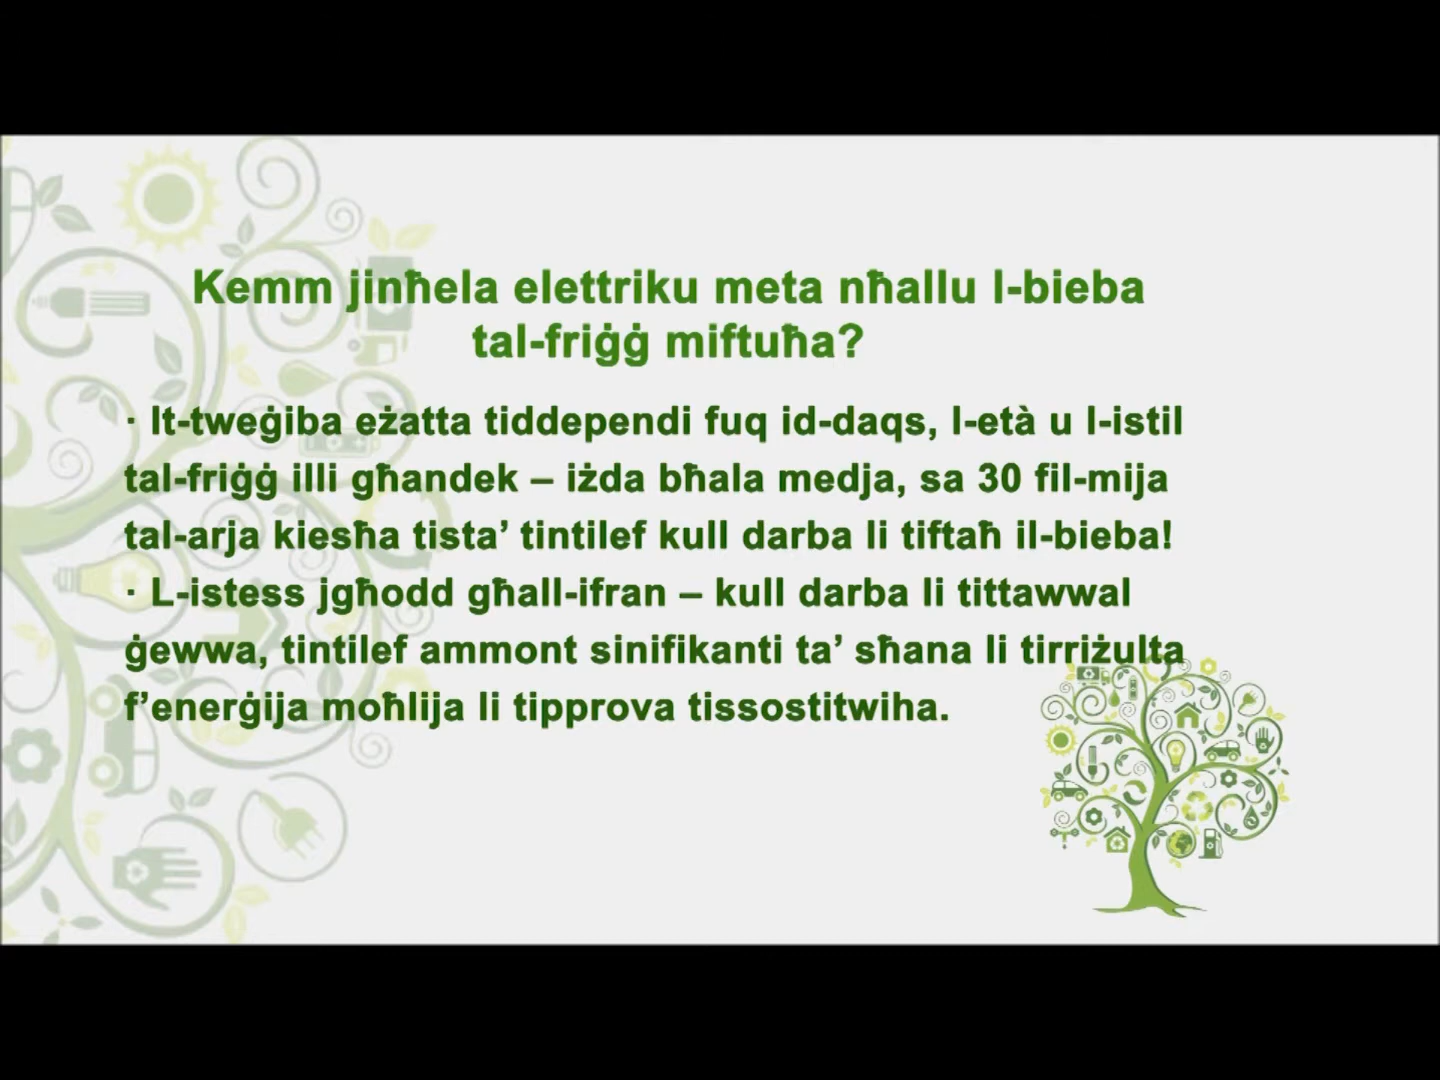 Kemm jinħela elettriku meta nħallu l-bieba
tal-friġġ miftuħa?
· It-tweġiba eżatta tiddependi fuq id-daqs, l-età u l-istil
tal-friġġ illi għandek – iżda bħala medja, sa 30 fil-mija
tal-arja kiesħa tista’ tintilef kull darba li tiftaħ il-bieba!
· L-istess jgħodd għall-ifran – kull darba li tittawwal
ġewwa, tintilef ammont sinifikanti ta’ sħana li tirriżulta
f’enerġija moħlija li tipprova tissostitwiha.